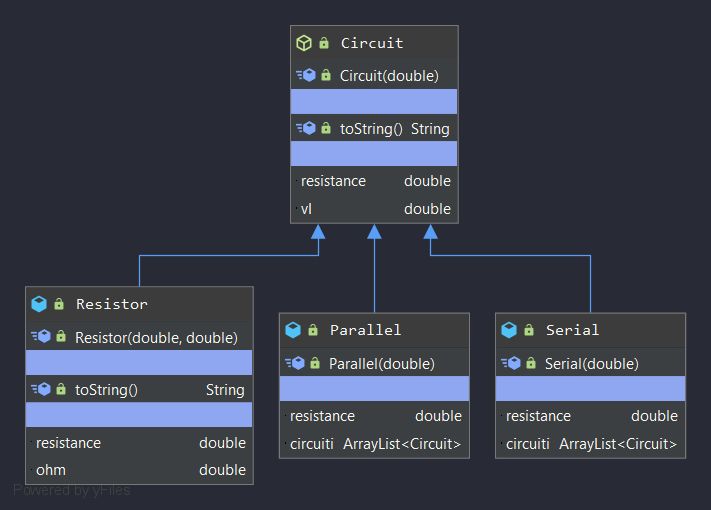 Circuit
Circuit(double)
toString() String
resistance double
vl double
Resistor
Resistor(double, double)
toString() String
resistance double
ohm double
Parallel
Parallel(double)
resistance double
circuiti ArrayList<Circuit>
Serial
Serial(double)
resistance double
circuiti ArrayList<Circuit>
Powered by yFiles